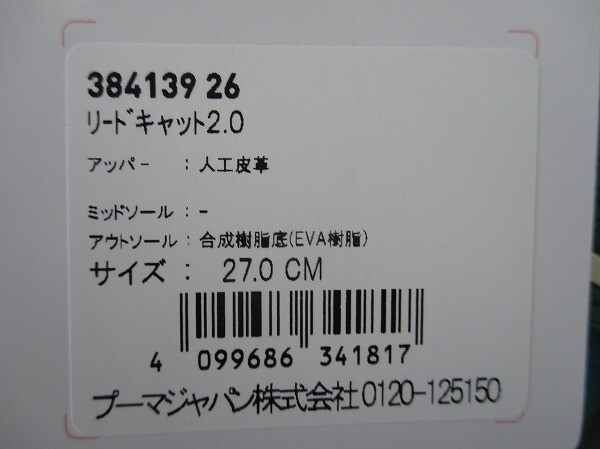 384139 26
リードキャット2.0
アッパー : 人工皮革
ミッドソール : -
アウトソール : 合成樹脂底(EVA樹脂)
サイズ : 27.0 CM
4 099686 341817
プーマジャパン株式会社0120-125150